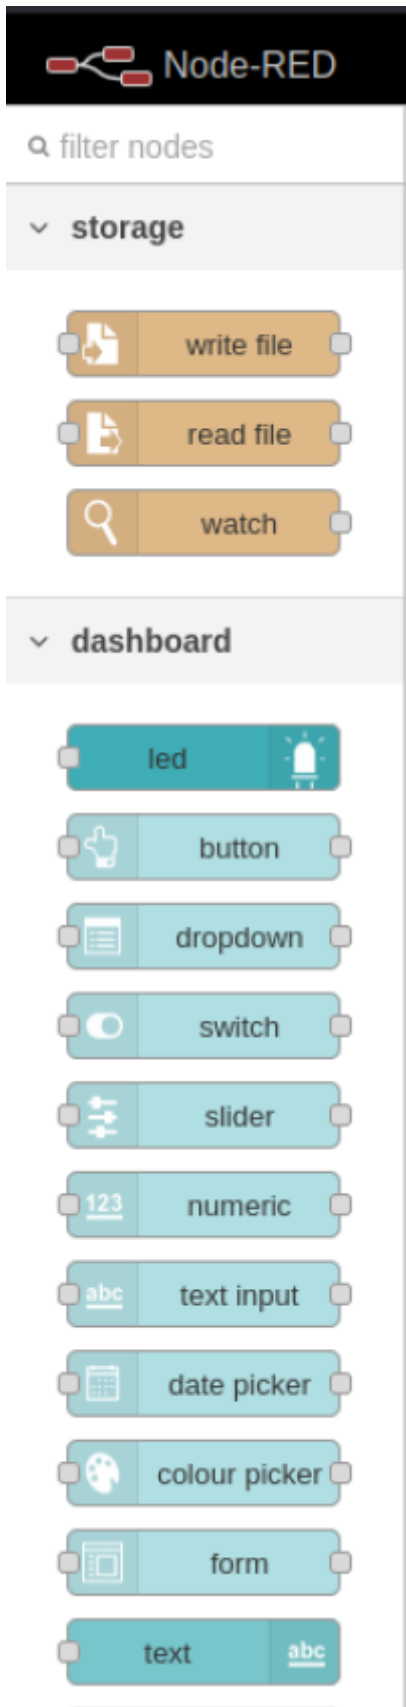 Node-RED
filter nodes
storage
write file
read file
watch
dashboard
led
button
dropdown
switch
slider
123 numeric
abc text input
date picker
colour picker
form
text abc